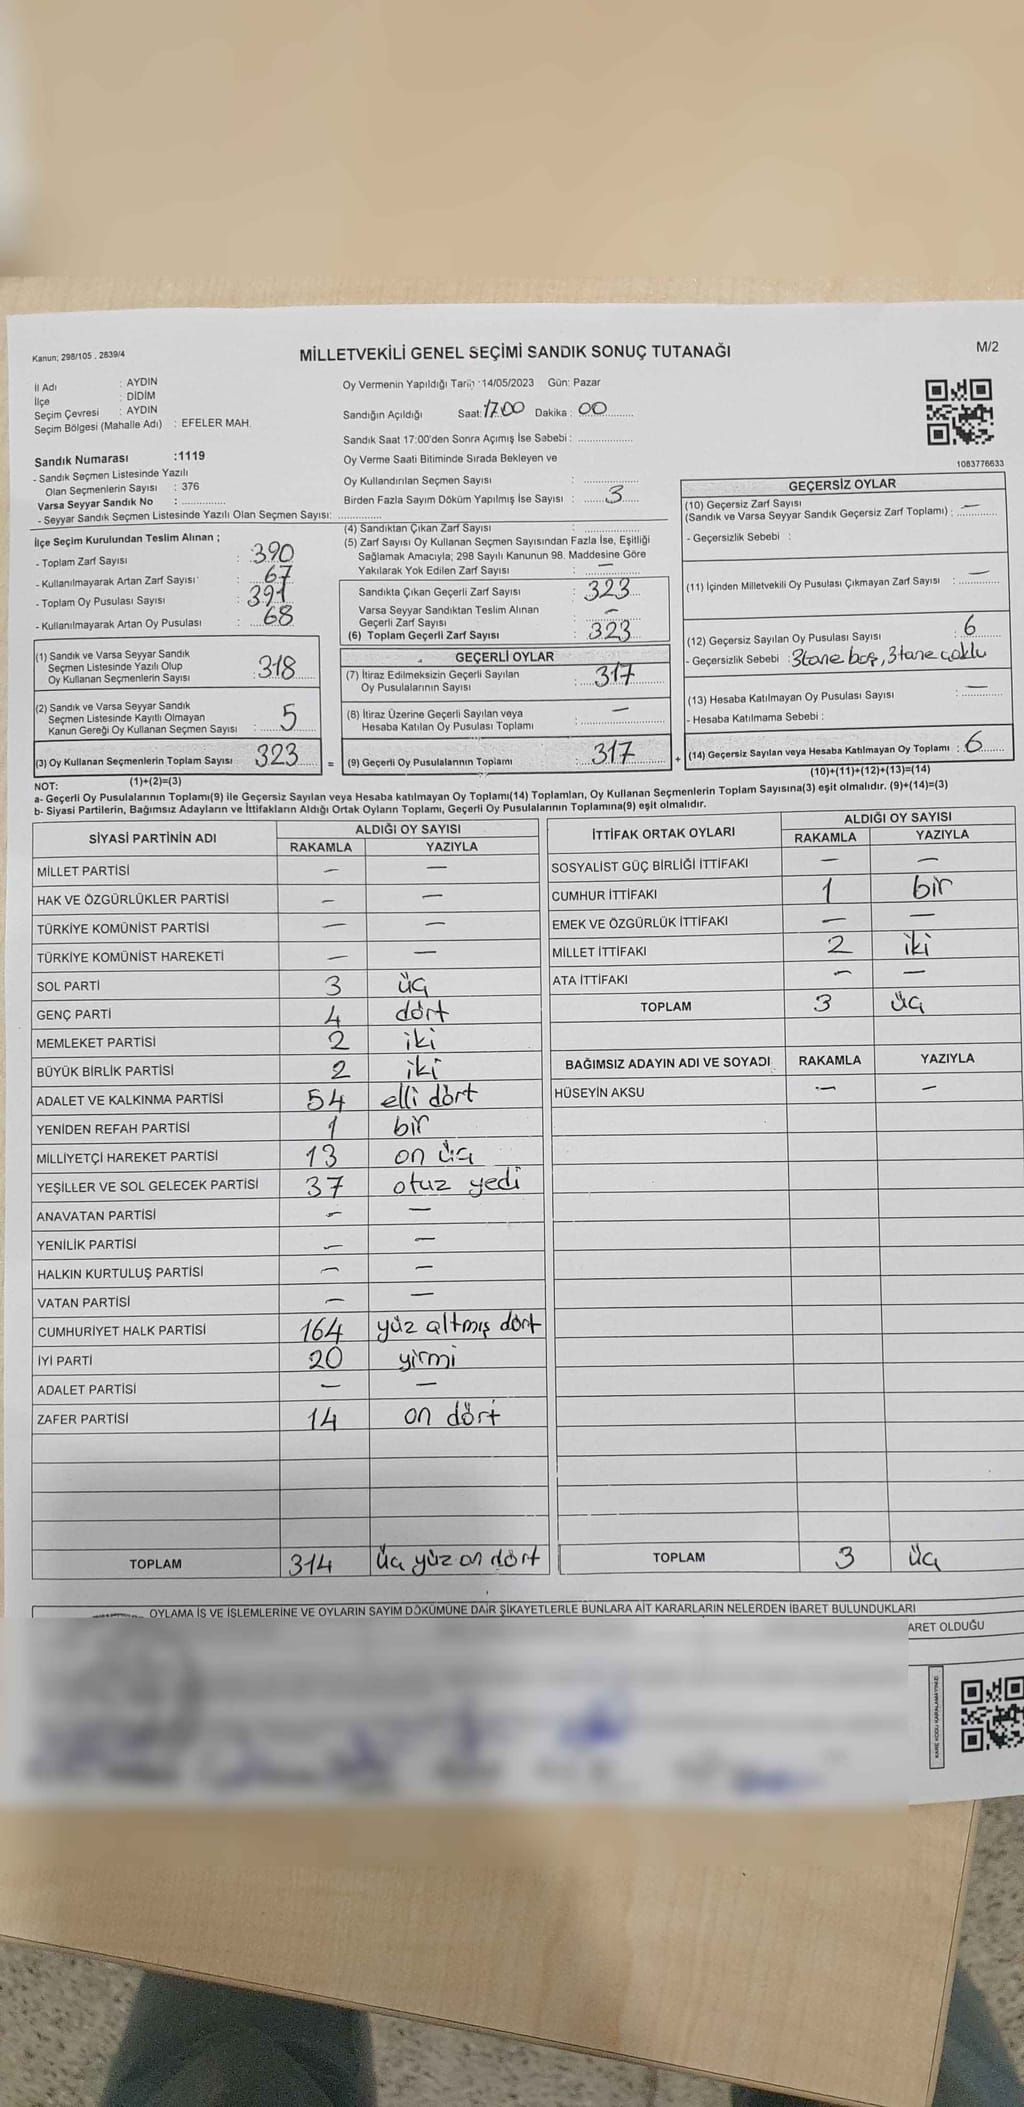 Kanun; 298/105 , 2839/4
MİLLETVEKİLİ GENEL SEÇİMİ SANDIK SONUÇ TUTANAĞI
M/2
İl Adı : AYDIN
İlçe : DİDİM
Seçim Çevresi : AYDIN
Seçim Bölgesi (Mahalle Adı) : EFELER MAH.
Sandık Numarası :1119
- Sandık Seçmen Listesinde Yazılı
Olan Seçmenlerin Sayısı : 376
Varsa Seyyar Sandık No : ..............
- Seyyar Sandık Seçmen Listesinde Yazılı Olan Seçmen Sayısı: ..............
Oy Vermenin Yapıldığı Tarih :14/05/2023 Gün: Pazar
Sandığın Açıldığı Saat: 17.00 Dakika : 00
Sandık Saat 17:00'den Sonra Açımış İse Sebebi : ..............
Oy Verme Saati Bitiminde Sırada Bekleyen ve
Oy Kullandırılan Seçmen Sayısı : ..............
Birden Fazla Sayım Döküm Yapılmış İse Sayısı : 3
1083776633
İlçe Seçim Kurulundan Teslim Alınan ;
- Toplam Zarf Sayısı : 390
- Kullanılmayarak Artan Zarf Sayısı : 67
- Toplam Oy Pusulası Sayısı : 391
- Kullanılmayarak Artan Oy Pusulası : 68
(1) Sandık ve Varsa Seyyar Sandık
Seçmen Listesinde Yazılı Olup
Oy Kullanan Seçmenlerin Sayısı : 318
(2) Sandık ve Varsa Seyyar Sandık
Seçmen Listesinde Kayıtlı Olmayan
Kanun Gereği Oy Kullanan Seçmen Sayısı : 5
(3) Oy Kullanan Seçmenlerin Toplam Sayısı 323 =
(1)+(2)=(3)
(4) Sandıktan Çıkan Zarf Sayısı : ..............
(5) Zarf Sayısı Oy Kullanan Seçmen Sayısından Fazla İse, Eşitliği
Sağlamak Amacıyla; 298 Sayılı Kanunun 98. Maddesine Göre
Yakılarak Yok Edilen Zarf Sayısı : —
Sandıkta Çıkan Geçerli Zarf Sayısı : 323
Varsa Seyyar Sandıktan Teslim Alınan
Geçerli Zarf Sayısı : —
(6) Toplam Geçerli Zarf Sayısı : 323
GEÇERLİ OYLAR
(7) İtiraz Edilmeksizin Geçerli Sayılan
Oy Pusulalarının Sayısı : 317
(8) İtiraz Üzerine Geçerli Sayılan veya
Hesaba Katılan Oy Pusulası Toplamı : —
(9) Geçerli Oy Pusulalarının Toplamı : 317 +
GEÇERSİZ OYLAR
(10) Geçersiz Zarf Sayısı
(Sandık ve Varsa Seyyar Sandık Geçersiz Zarf Toplamı) : —
- Geçersizlik Sebebi :
(11) İçinden Milletvekili Oy Pusulası Çıkmayan Zarf Sayısı : —
(12) Geçersiz Sayılan Oy Pusulası Sayısı : 6
- Geçersizlik Sebebi : 3tane boş, 3tane çoklu
(13) Hesaba Katılmayan Oy Pusulası Sayısı : —
- Hesaba Katılmama Sebebi :
(14) Geçersiz Sayılan veya Hesaba Katılmayan Oy Toplamı : 6
(10)+(11)+(12)+(13)=(14)
NOT:
a- Geçerli Oy Pusulalarının Toplamı(9) ile Geçersiz Sayılan veya Hesaba katılmayan Oy Toplamı(14) Toplamları, Oy Kullanan Seçmenlerin Toplam Sayısına(3) eşit olmalıdır. (9)+(14)=(3)
b- Siyasi Partilerin, Bağımsız Adayların ve İttifakların Aldığı Ortak Oyların Toplamı, Geçerli Oy Pusulalarının Toplamına(9) eşit olmalıdır.
SİYASİ PARTİNİN ADI ALDIĞI OY SAYISI
RAKAMLA YAZIYLA
MİLLET PARTİSİ — —
HAK VE ÖZGÜRLÜKLER PARTİSİ — —
TÜRKİYE KOMÜNİST PARTİSİ — —
TÜRKİYE KOMÜNİST HAREKETİ — —
SOL PARTİ 3 üç
GENÇ PARTİ 4 dört
MEMLEKET PARTİSİ 2 iki
BÜYÜK BİRLİK PARTİSİ 2 iki
ADALET VE KALKINMA PARTİSİ 54 elli dört
YENİDEN REFAH PARTİSİ 1 bir
MİLLİYETÇİ HAREKET PARTİSİ 13 on üç
YEŞİLLER VE SOL GELECEK PARTİSİ 37 otuz yedi
ANAVATAN PARTİSİ — —
YENİLİK PARTİSİ — —
HALKIN KURTULUŞ PARTİSİ — —
VATAN PARTİSİ — —
CUMHURİYET HALK PARTİSİ 164 yüz altmış dört
İYİ PARTİ 20 yirmi
ADALET PARTİSİ — —
ZAFER PARTİSİ 14 on dört
TOPLAM 314 üç yüz on dört
İTTİFAK ORTAK OYLARI ALDIĞI OY SAYISI
RAKAMLA YAZIYLA
SOSYALİST GÜÇ BİRLİĞİ İTTİFAKI — —
CUMHUR İTTİFAKI 1 bir
EMEK VE ÖZGÜRLÜK İTTİFAKI — —
MİLLET İTTİFAKI 2 iki
ATA İTTİFAKI — —
TOPLAM 3 üç
BAĞIMSIZ ADAYIN ADI VE SOYADI RAKAMLA YAZIYLA
HÜSEYİN AKSU — —
TOPLAM 3 üç
OYLAMA İŞ VE İŞLEMLERİNE VE OYLARIN SAYIM DÖKÜMÜNE DAİR ŞİKAYETLERLE BUNLARA AİT KARARLARIN NELERDEN İBARET BULUNDUKLARI
ARET OLDUĞU
KARE KODU KARALAMAYINIZ